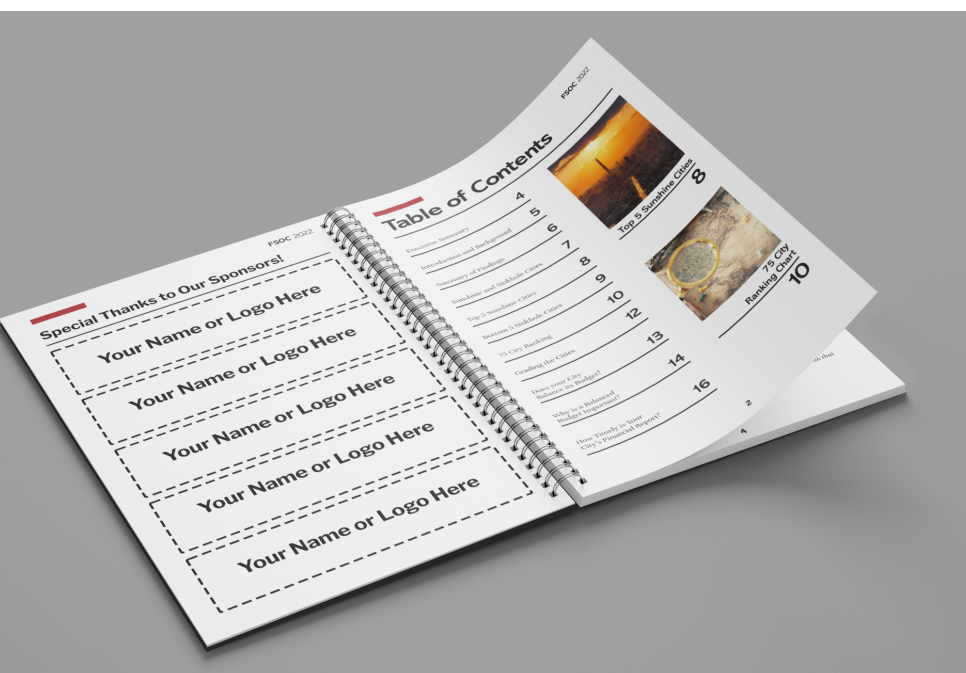 FSOC 2022
Special Thanks to Our Sponsors!
Your Name or Logo Here
Your Name or Logo Here
Your Name or Logo Here
Your Name or Logo Here
Your Name or Logo Here
FSOC 2022
Table of Contents
Executive Summary 4
Introduction and Background 5
Summary of Findings 6
Sunshine and Sinkhole Cities 7
Top 5 Sunshine Cities 8
Bottom 5 Sinkhole Cities 9
75 City Ranking 10
Grading the Cities 12
Does your City
Balance its Budget? 13
Why is a Balanced
Budget Important? 14
How Timely is Your
City's Financial Report? 16
Top 5 Sunshine Cities
8
75 City
Ranking Chart
10
2
that
4